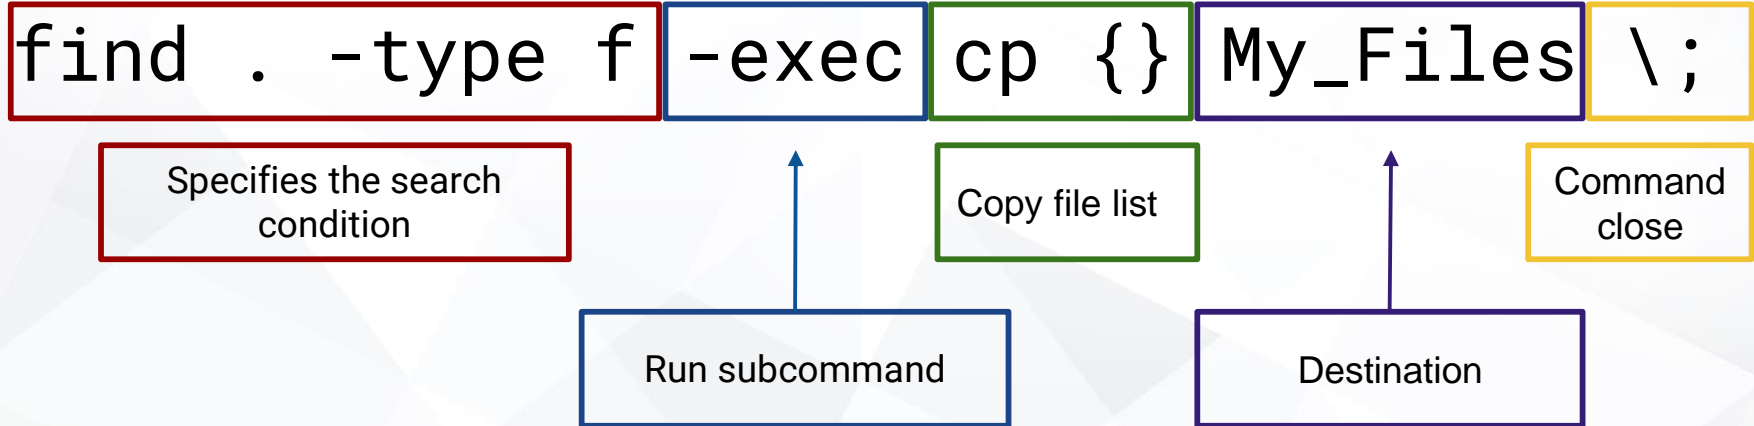 find . -type f -exec cp {} My_Files \;
Specifies the search
condition
Copy file list
Command
close
Run subcommand
Destination